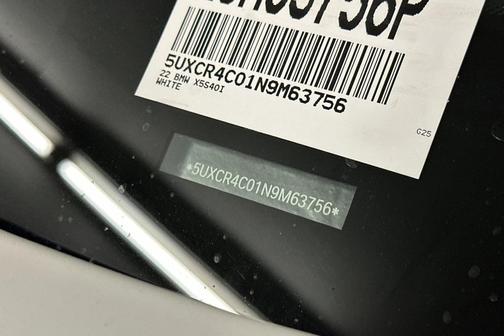 5UXCR4C01N9M63756
22 BMW X5S40I
WHITE
G25
*5UXCR4C01N9M63756*